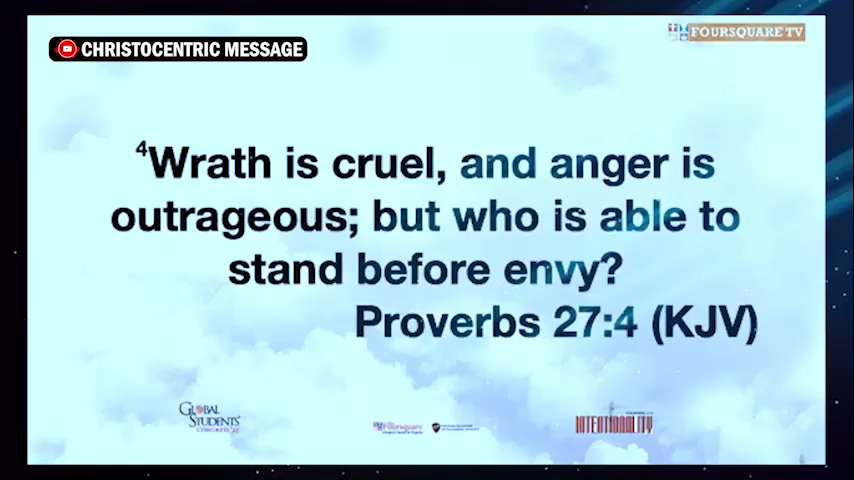 CHRISTOCENTRIC MESSAGE
FOURSQUARE TV
4Wrath is cruel, and anger is
outrageous; but who is able to
stand before envy?
Proverbs 27:4 (KJV)
GLOBAL
STUDENTS'
Foursquare
INTENTIONALITY